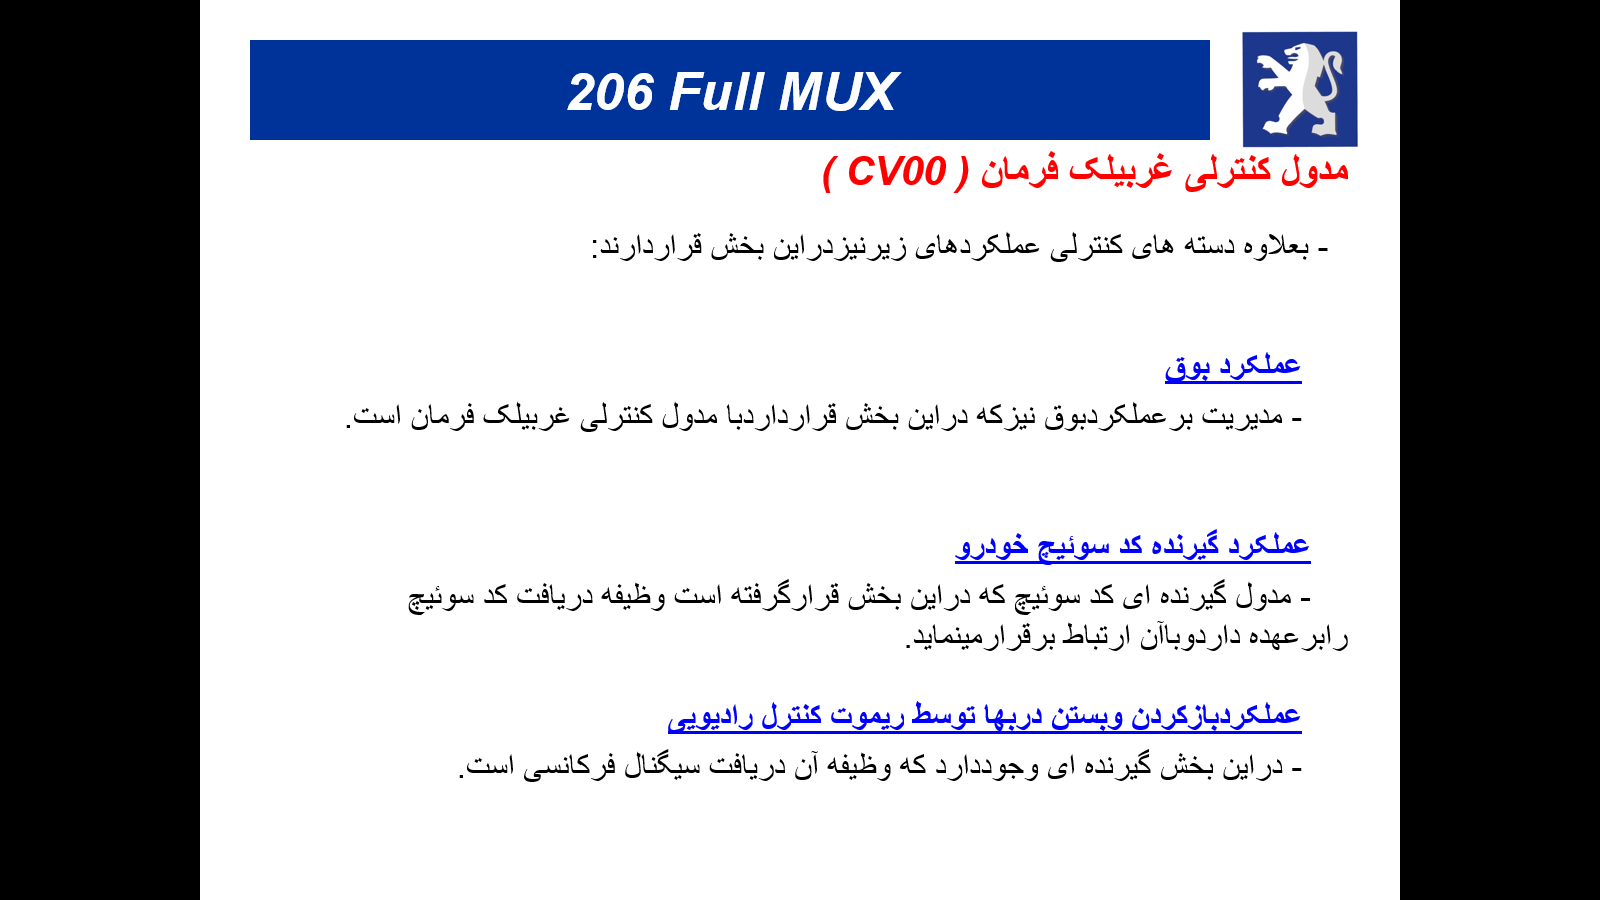 206 Full MUX
مدول کنترلی غربیلک فرمان ( CV00 )
- بعلاوه دسته های کنترلی عملکردهای زیرنیزدراین بخش قراردارند:
عملکرد بوق
- مدیریت برعملکردبوق نیزکه دراین بخش قرارداردبا مدول کنترلی غربیلک فرمان است.
عملکرد گیرنده کد سوئیچ خودرو
- مدول گیرنده ای کد سوئیچ که دراین بخش قرارگرفته است وظیفه دریافت کد سوئیچ
رابرعهده داردوباآن ارتباط برقرارمینماید.
عملکردبازکردن وبستن دربها توسط ریموت کنترل رادیویی
- دراین بخش گیرنده ای وجوددارد که وظیفه آن دریافت سیگنال فرکانسی است.